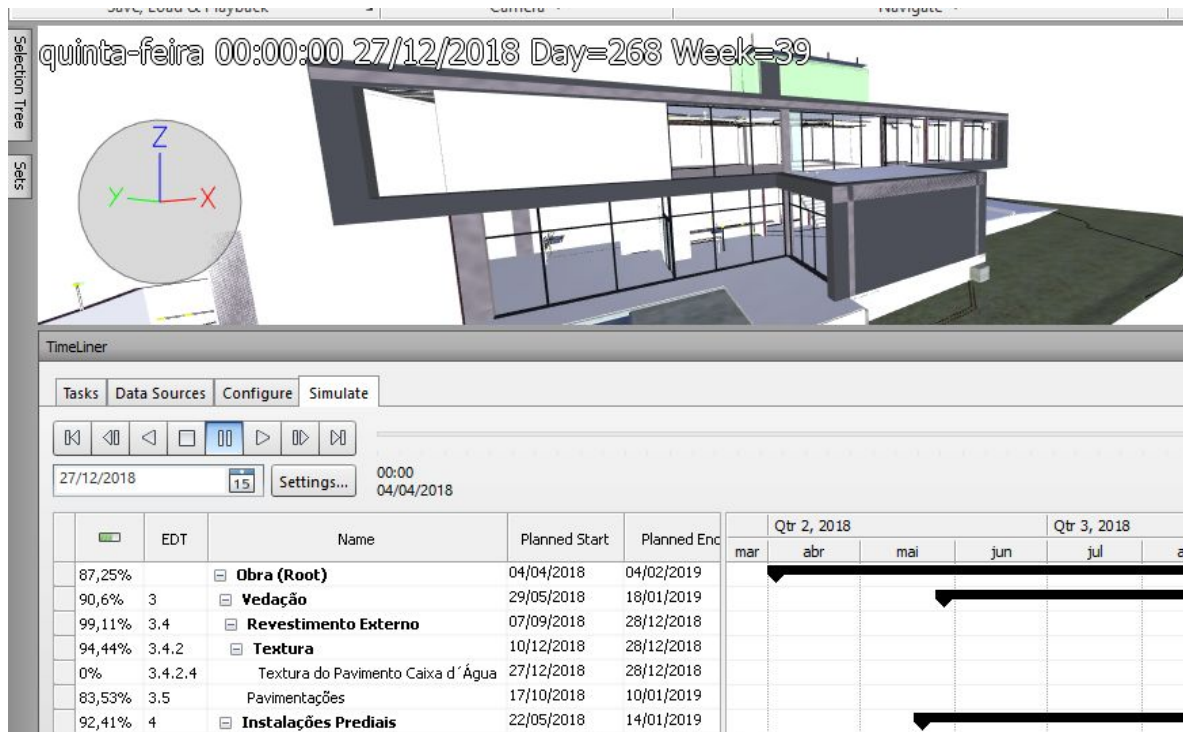 Save, Load & Playback
Camera
Navigate
Selection Tree
Sets
quinta-feira 00:00:00 27/12/2018 Day=268 Week=39
Z
Y
X
TimeLiner
Tasks Data Sources Configure Simulate
27/12/2018 15 Settings... 00:00
04/04/2018
EDT Name Planned Start Planned End
Qtr 2, 2018 Qtr 3, 2018
mar abr mai jun jul a
87,25% Obra (Root) 04/04/2018 04/02/2019
90,6% 3 Vedação 29/05/2018 18/01/2019
99,11% 3.4 Revestimento Externo 07/09/2018 28/12/2018
94,44% 3.4.2 Textura 10/12/2018 28/12/2018
0% 3.4.2.4 Textura do Pavimento Caixa d´Água 27/12/2018 28/12/2018
83,53% 3.5 Pavimentações 17/10/2018 10/01/2019
92,41% 4 Instalações Prediais 22/05/2018 14/01/2019